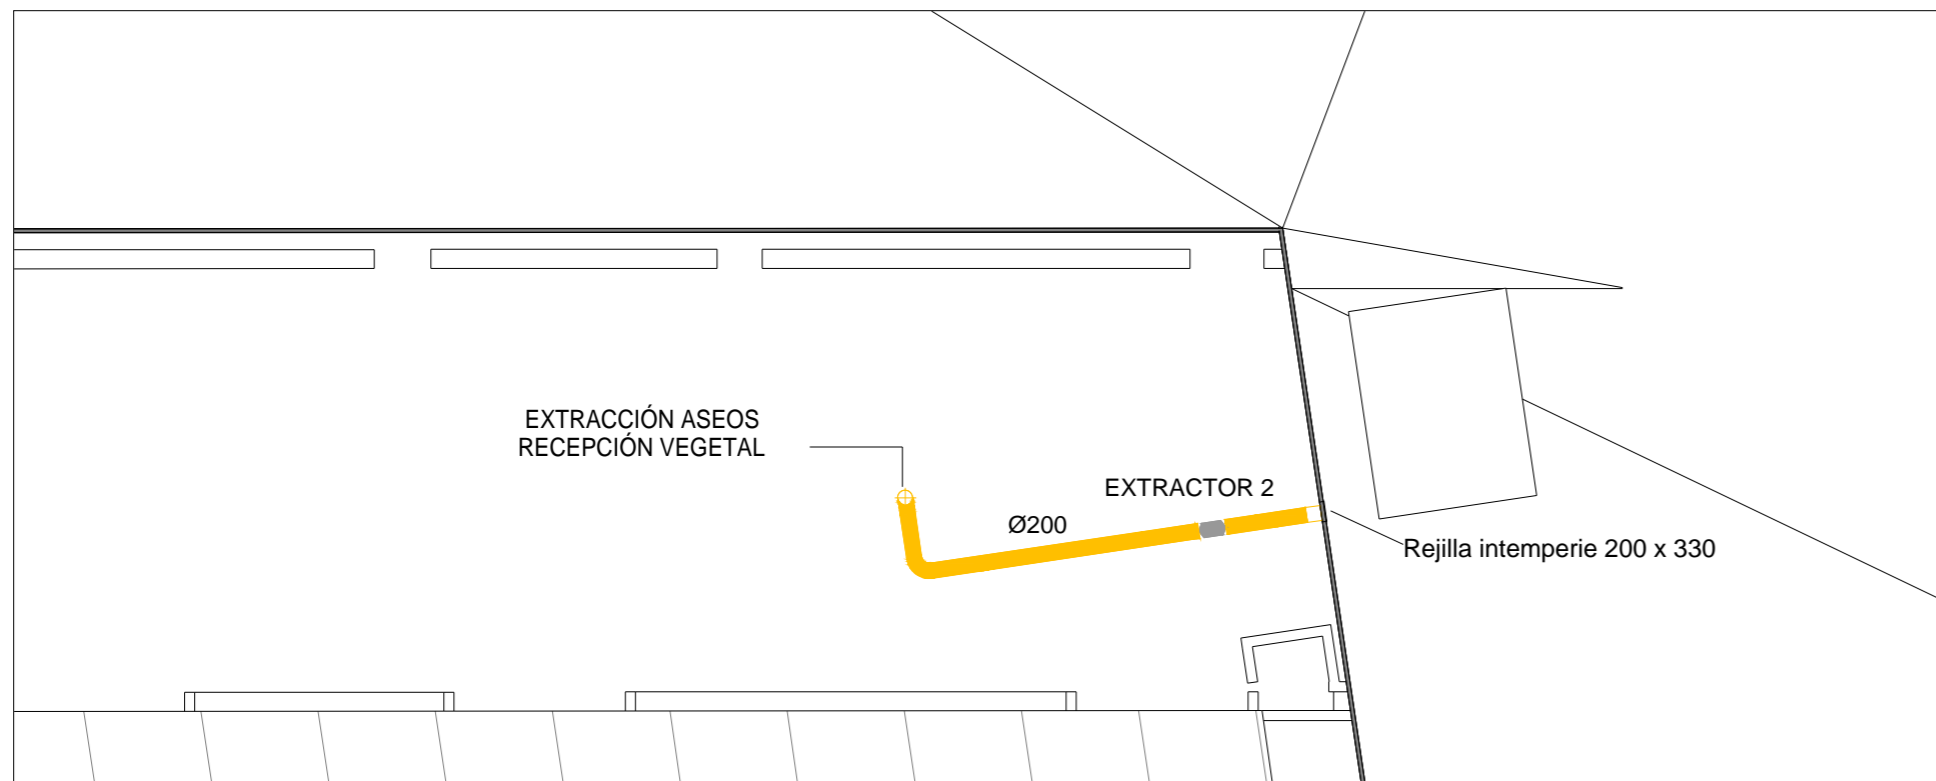 EXTRACCIÓN ASEOS
RECEPCIÓN VEGETAL
EXTRACTOR 2
Ø200
Rejilla intemperie 200 x 330